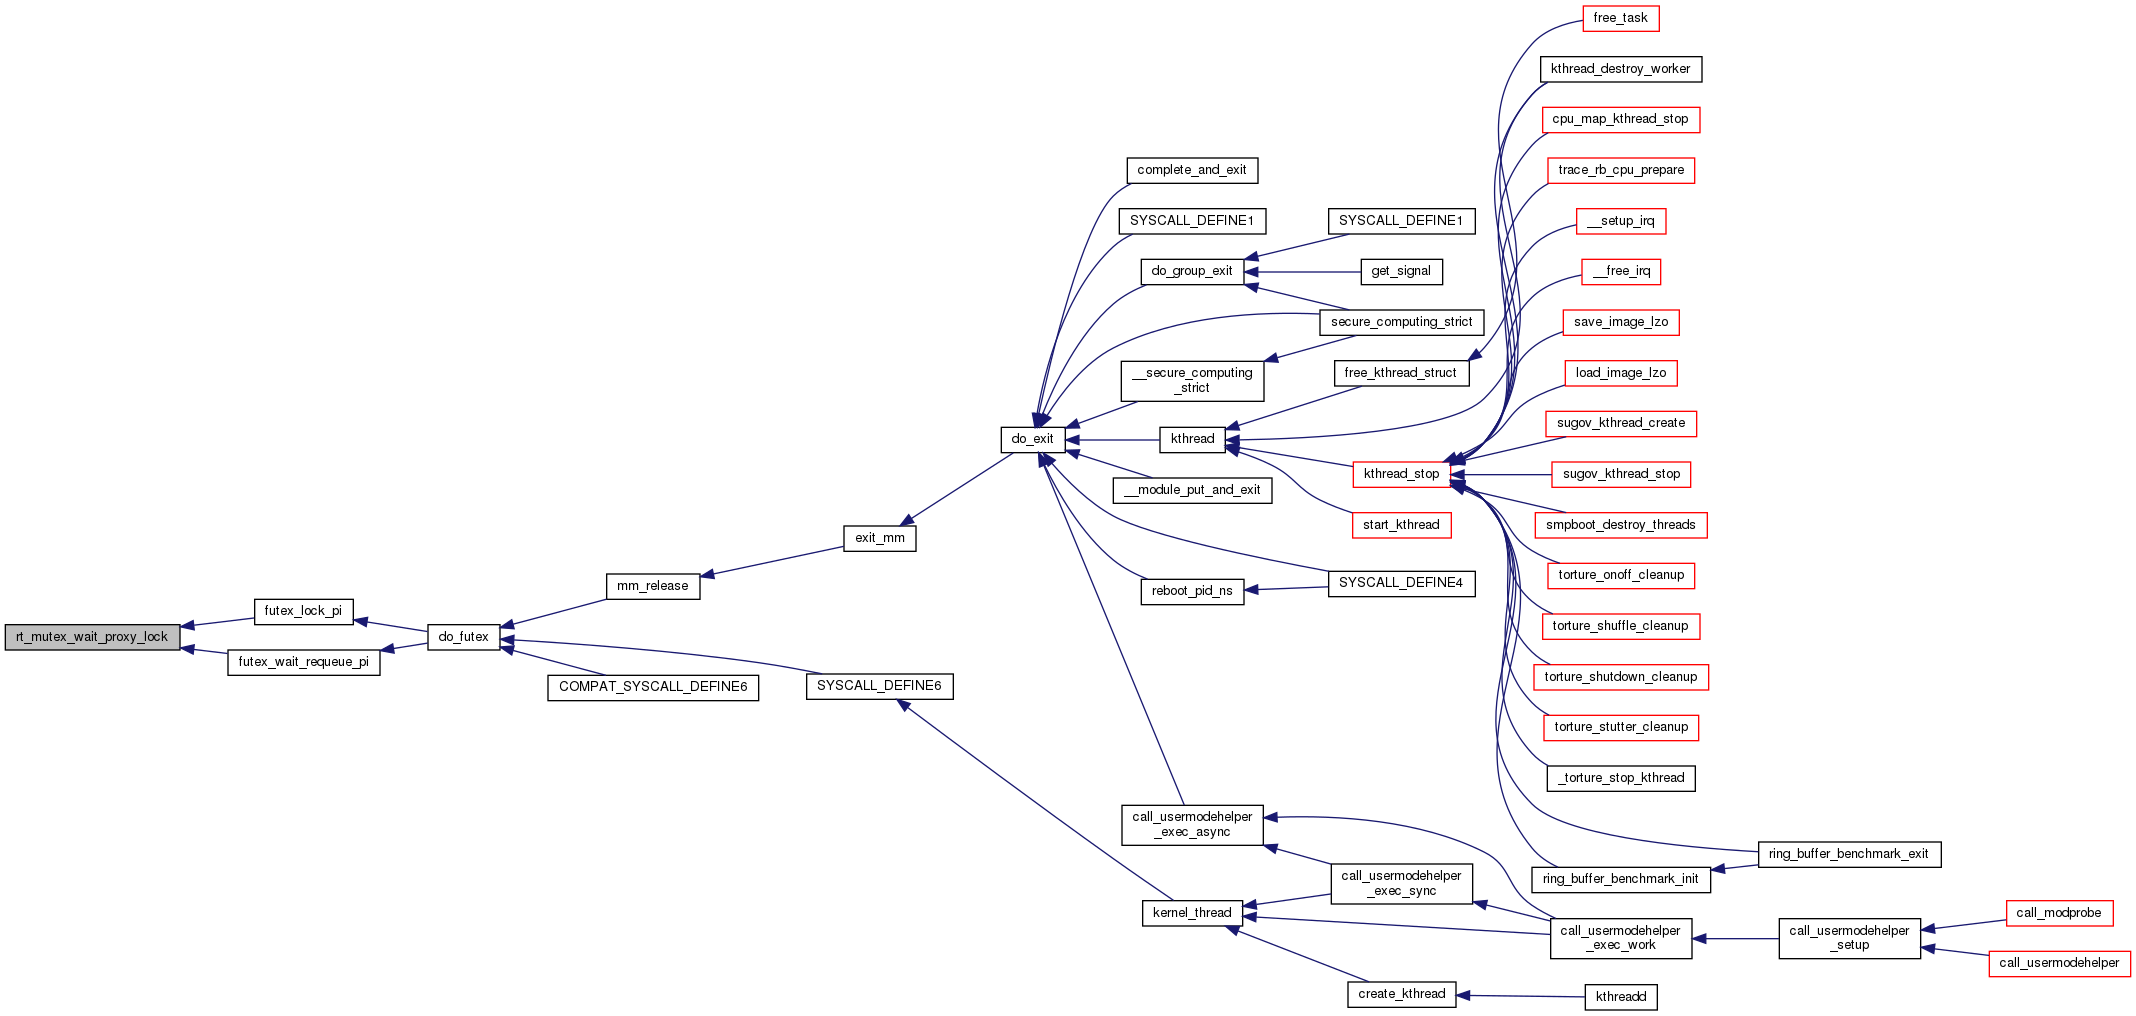 free_task
kthread_destroy_worker
cpu_map_kthread_stop
complete_and_exit
trace_rb_cpu_prepare
SYSCALL_DEFINE1
SYSCALL_DEFINE1
__setup_irq
do_group_exit
get_signal
__free_irq
secure_computing_strict
save_image_lzo
__secure_computing
_strict
free_kthread_struct
load_image_lzo
do_exit
kthread
sugov_kthread_create
kthread_stop
sugov_kthread_stop
__module_put_and_exit
start_kthread
smpboot_destroy_threads
exit_mm
mm_release
reboot_pid_ns
SYSCALL_DEFINE4
torture_onoff_cleanup
futex_lock_pi
rt_mutex_wait_proxy_lock
do_futex
torture_shuffle_cleanup
futex_wait_requeue_pi
COMPAT_SYSCALL_DEFINE6
SYSCALL_DEFINE6
torture_shutdown_cleanup
torture_stutter_cleanup
_torture_stop_kthread
call_usermodehelper
_exec_async
ring_buffer_benchmark_exit
call_usermodehelper
_exec_sync
ring_buffer_benchmark_init
kernel_thread
call_usermodehelper
_exec_work
call_usermodehelper
_setup
call_modprobe
call_usermodehelper
create_kthread
kthreadd